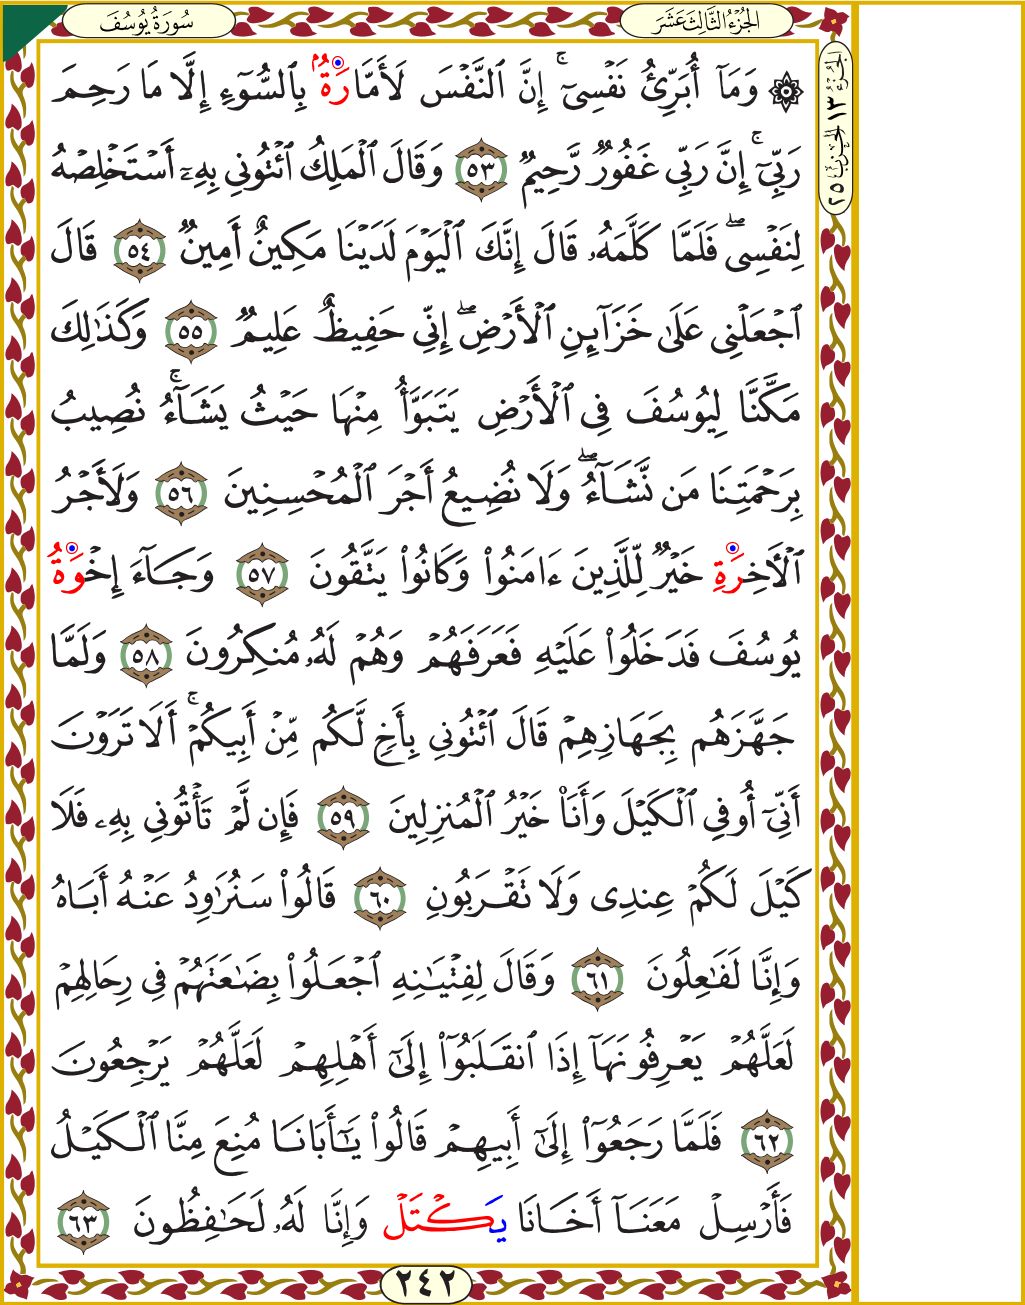 سُورَةُ يُوسُفَ
الجُزْءُ الثَّالِثَ عَشَرَ
الجُزْءُ ١٣ الحِزْبُ ٢٥
۞ وَمَآ أُبَرِّئُ نَفْسِىٓ ۚ إِنَّ ٱلنَّفْسَ لَأَمَّارَةُۢ بِٱلسُّوٓءِ إِلَّا مَا رَحِمَ
رَبِّىٓ ۚ إِنَّ رَبِّى غَفُورٌ رَّحِيمٌ ٥٣ وَقَالَ ٱلْمَلِكُ ٱئْتُونِى بِهِۦٓ أَسْتَخْلِصْهُ
لِنَفْسِى ۖ فَلَمَّا كَلَّمَهُۥ قَالَ إِنَّكَ ٱلْيَوْمَ لَدَيْنَا مَكِينٌ أَمِينٌ ٥٤ قَالَ
ٱجْعَلْنِى عَلَىٰ خَزَآئِنِ ٱلْأَرْضِ ۖ إِنِّى حَفِيظٌ عَلِيمٌ ٥٥ وَكَذَٰلِكَ
مَكَّنَّا لِيُوسُفَ فِى ٱلْأَرْضِ يَتَبَوَّأُ مِنْهَا حَيْثُ يَشَآءُ ۚ نُصِيبُ
بِرَحْمَتِنَا مَن نَّشَآءُ ۖ وَلَا نُضِيعُ أَجْرَ ٱلْمُحْسِنِينَ ٥٦ وَلَأَجْرُ
ٱلْأَخِرَةِ خَيْرٌ لِّلَّذِينَ ءَامَنُوا۟ وَكَانُوا۟ يَتَّقُونَ ٥٧ وَجَآءَ إِخْوَةُ
يُوسُفَ فَدَخَلُوا۟ عَلَيْهِ فَعَرَفَهُمْ وَهُمْ لَهُۥ مُنكِرُونَ ٥٨ وَلَمَّا
جَهَّزَهُم بِجَهَازِهِمْ قَالَ ٱئْتُونِى بِأَخٍ لَّكُم مِّنْ أَبِيكُمْ ۚ أَلَا تَرَوْنَ
أَنِّىٓ أُوفِى ٱلْكَيْلَ وَأَنَا۠ خَيْرُ ٱلْمُنزِلِينَ ٥٩ فَإِن لَّمْ تَأْتُونِى بِهِۦ فَلَا
كَيْلَ لَكُمْ عِندِى وَلَا تَقْرَبُونِ ٦٠ قَالُوا۟ سَنُرَٰوِدُ عَنْهُ أَبَاهُ
وَإِنَّا لَفَٰعِلُونَ ٦١ وَقَالَ لِفِتْيَٰنِهِ ٱجْعَلُوا۟ بِضَٰعَتَهُمْ فِى رِحَالِهِمْ
لَعَلَّهُمْ يَعْرِفُونَهَآ إِذَا ٱنقَلَبُوٓا۟ إِلَىٰٓ أَهْلِهِمْ لَعَلَّهُمْ يَرْجِعُونَ
٦٢ فَلَمَّا رَجَعُوٓا۟ إِلَىٰٓ أَبِيهِمْ قَالُوا۟ يَٰٓأَبَانَا مُنِعَ مِنَّا ٱلْكَيْلُ
فَأَرْسِلْ مَعَنَآ أَخَانَا يَكْتَلْ وَإِنَّا لَهُۥ لَحَٰفِظُونَ ٦٣
٢٤٢